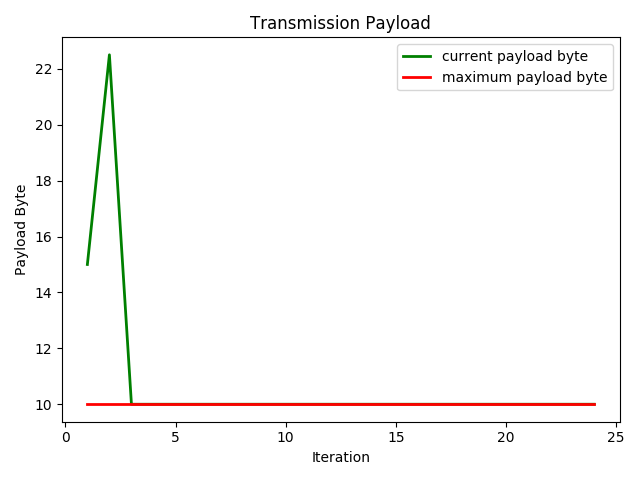 Transmission Payload
current payload byte
maximum payload byte
Payload Byte
22
20
18
16
14
12
10
0 5 10 15 20 25
Iteration